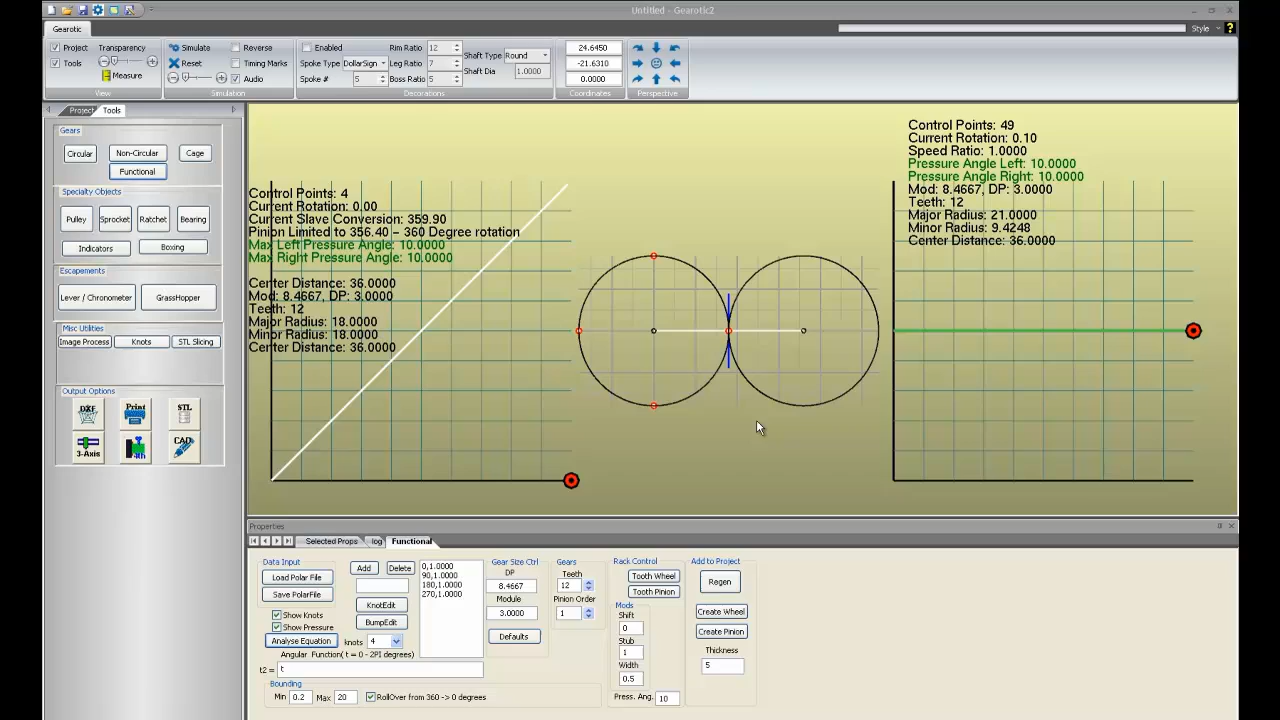 Untitled - Gearotic2
Gearotic
Style
Project
Transparency
Tools
Measure
View
Simulate
Reverse
Reset
Timing Marks
Audio
Simulation
Enabled
Rim Ratio 12
Spoke Type DollarSign
Leg Ratio 7
Spoke # 5
Boss Ratio 5
Shaft Type Round
Shaft Dia 1.0000
Decorations
24.6450
-21.6310
0.0000
Coordinates
Perspective
Project Tools
Gears
Circular Non-Circular Cage
Functional
Specialty Objects
Pulley Sprocket Ratchet Bearing
Indicators Boxing
Escapements
Lever / Chronometer GrassHopper
Misc Utilities
Image Process Knots STL Slicing
Output Options
DXF Print STL
3-Axis 4th CAD
Control Points: 4
Current Rotation: 0.00
Current Slave Conversion: 359.90
Pinion Limited to 356.40 - 360 Degree rotation
Max Left Pressure Angle: 10.0000
Max Right Pressure Angle: 10.0000
Center Distance: 36.0000
Mod: 8.4667, DP: 3.0000
Teeth: 12
Major Radius: 18.0000
Minor Radius: 18.0000
Center Distance: 36.0000
Control Points: 49
Current Rotation: 0.10
Speed Ratio: 1.0000
Pressure Angle Left: 10.0000
Pressure Angle Right: 10.0000
Mod: 8.4667, DP: 3.0000
Teeth: 12
Major Radius: 21.0000
Minor Radius: 9.4248
Center Distance: 36.0000
Properties
Selected Props log Functional
Data Input
Load Polar File
Save PolarFile
Show Knots
Show Pressure
Analyse Equation
Add Delete
KnotEdit
BumpEdit
knots 4
0,1.0000
90,1.0000
180,1.0000
270,1.0000
Angular Function( t = 0 - 2PI degrees)
t2 = t
Bounding
Min 0.2 Max 20 RollOver from 360 -> 0 degrees
Gear Size Ctrl
DP
8.4667
Module
3.0000
Defaults
Gears
Teeth
12
Pinion Order
1
Rack Control
Tooth Wheel
Tooth Pinion
Mods
Shift
0
Stub
1
Width
0.5
Press. Ang. 10
Add to Project
Regen
Create Wheel
Create Pinion
Thickness
5